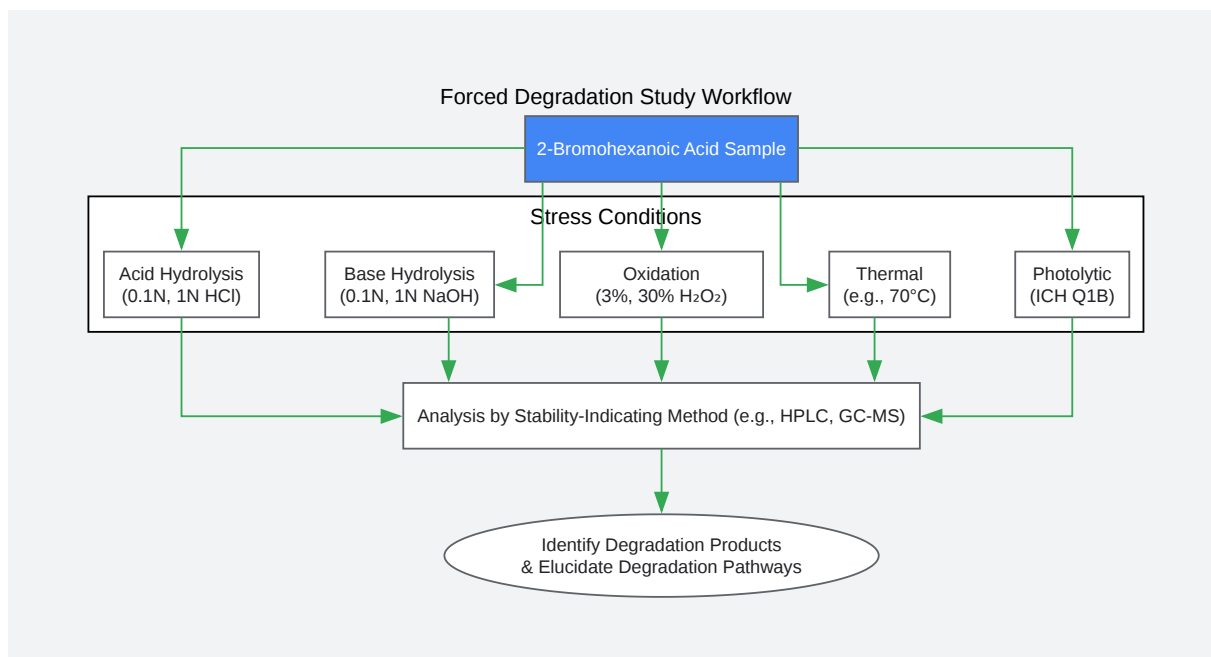 Forced Degradation Study Workflow
2-Bromohexanoic Acid Sample
Stress Conditions
Acid Hydrolysis
(0.1N, 1N HCl)
Base Hydrolysis
(0.1N, 1N NaOH)
Oxidation
(3%, 30% H₂O₂)
Thermal
(e.g., 70°C)
Photolytic
(ICH Q1B)
Analysis by Stability-Indicating Method (e.g., HPLC, GC-MS)
Identify Degradation Products
& Elucidate Degradation Pathways